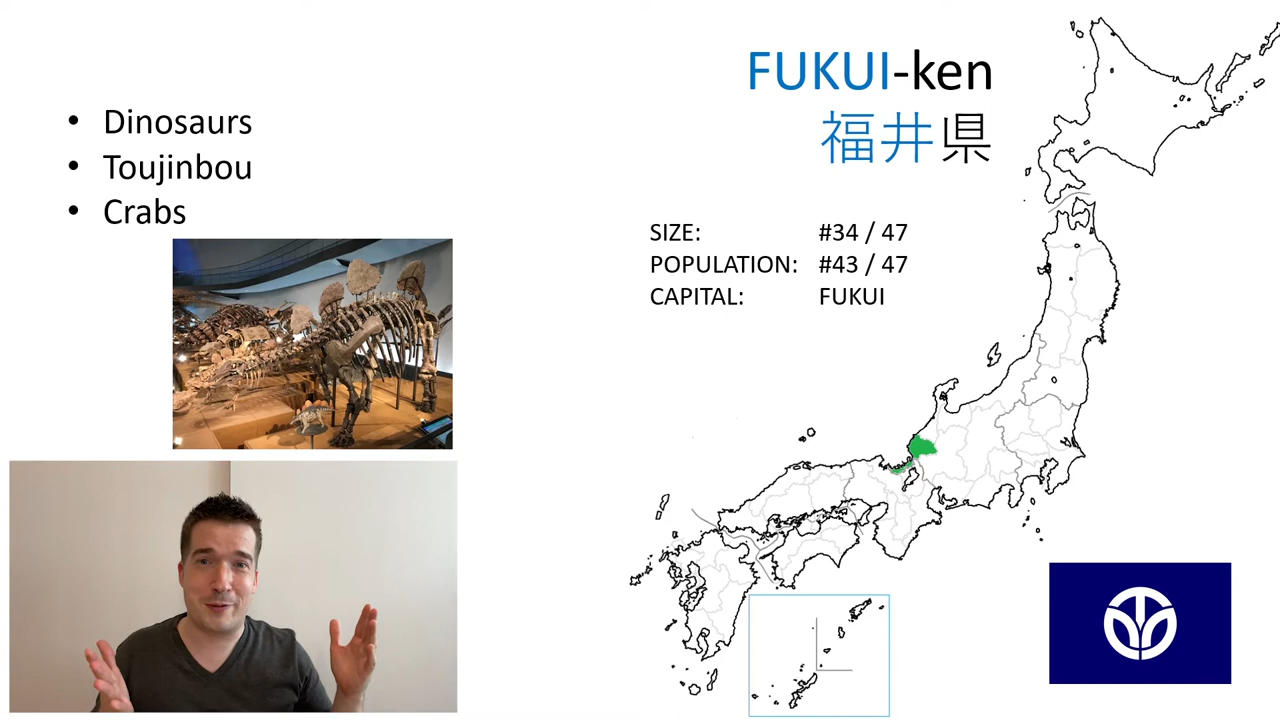 Dinosaurs
Toujinbou
Crabs
FUKUI-ken
福井県
SIZE: #34 / 47
POPULATION: #43 / 47
CAPITAL: FUKUI